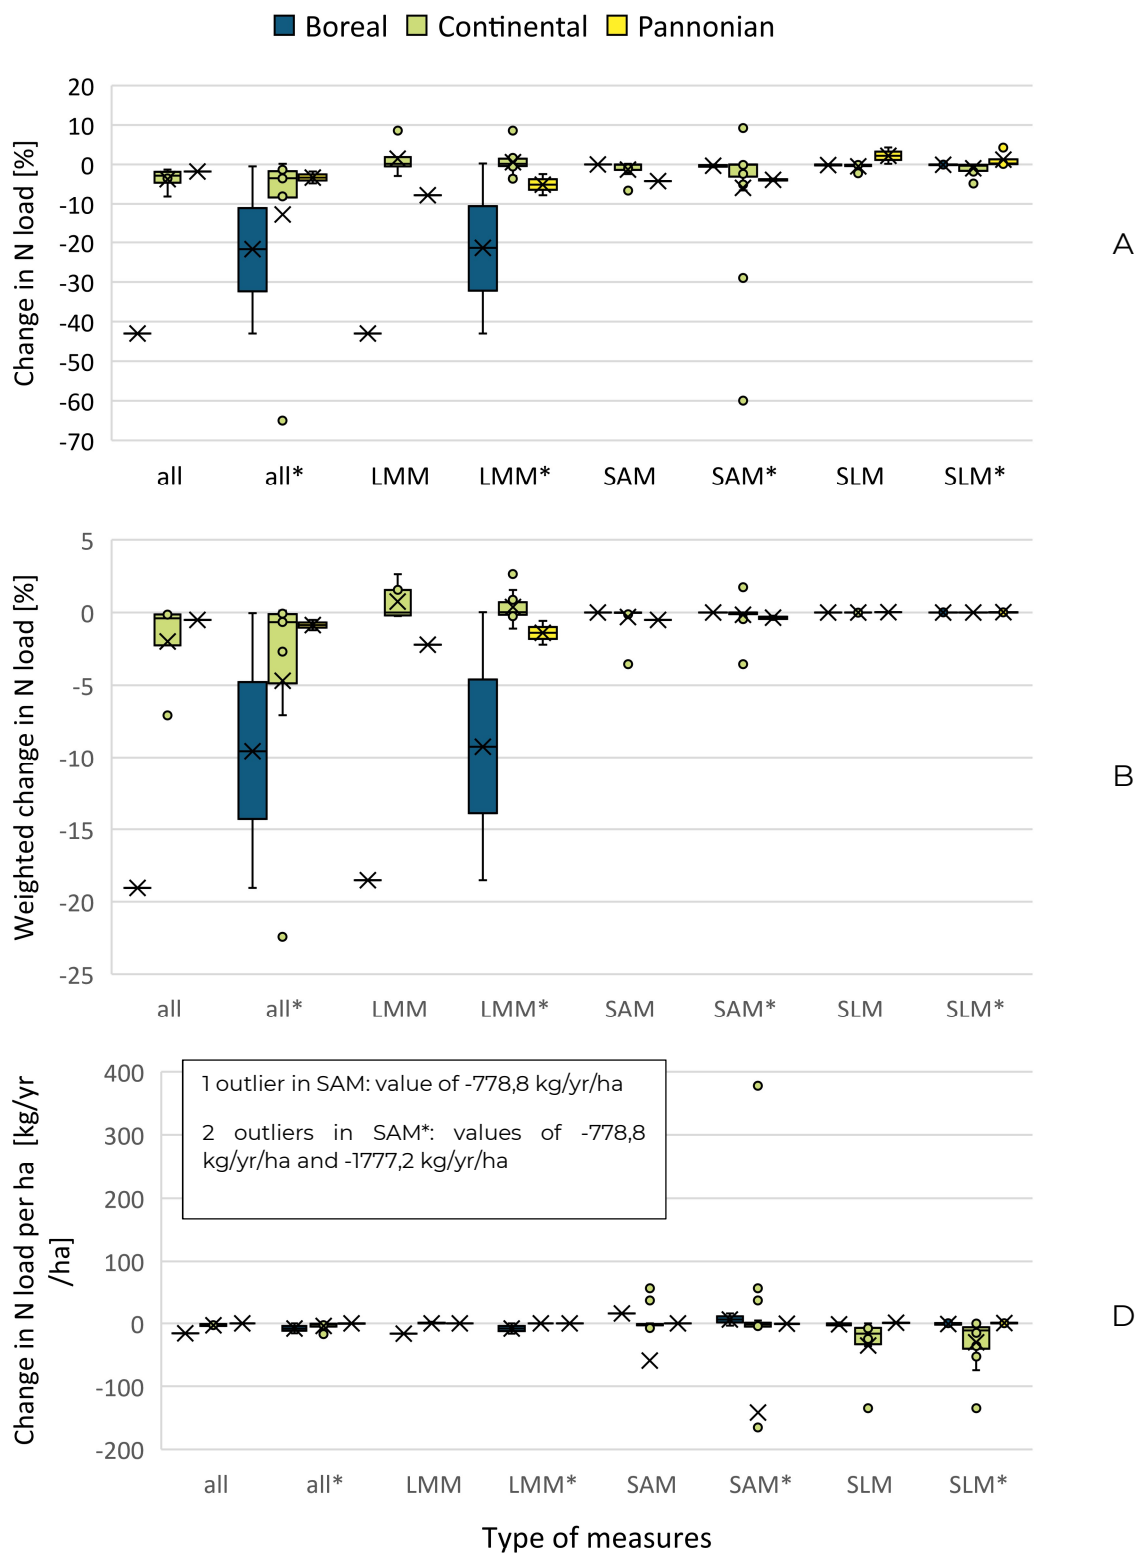 Boreal Continental Pannonian
Change in N load [%]
20
10
0
-10
-20
-30
-40
-50
-60
-70
all all* LMM LMM* SAM SAM* SLM SLM*
A
Weighted change in N load [%]
5
0
-5
-10
-15
-20
-25
all all* LMM LMM* SAM SAM* SLM SLM*
B
Change in N load per ha [kg/yr
/ha]
400
300
200
100
0
-100
-200
1 outlier in SAM: value of -778,8 kg/yr/ha
2 outliers in SAM*: values of -778,8
kg/yr/ha and -1777,2 kg/yr/ha
D
all all* LMM LMM* SAM SAM* SLM SLM*
Type of measures